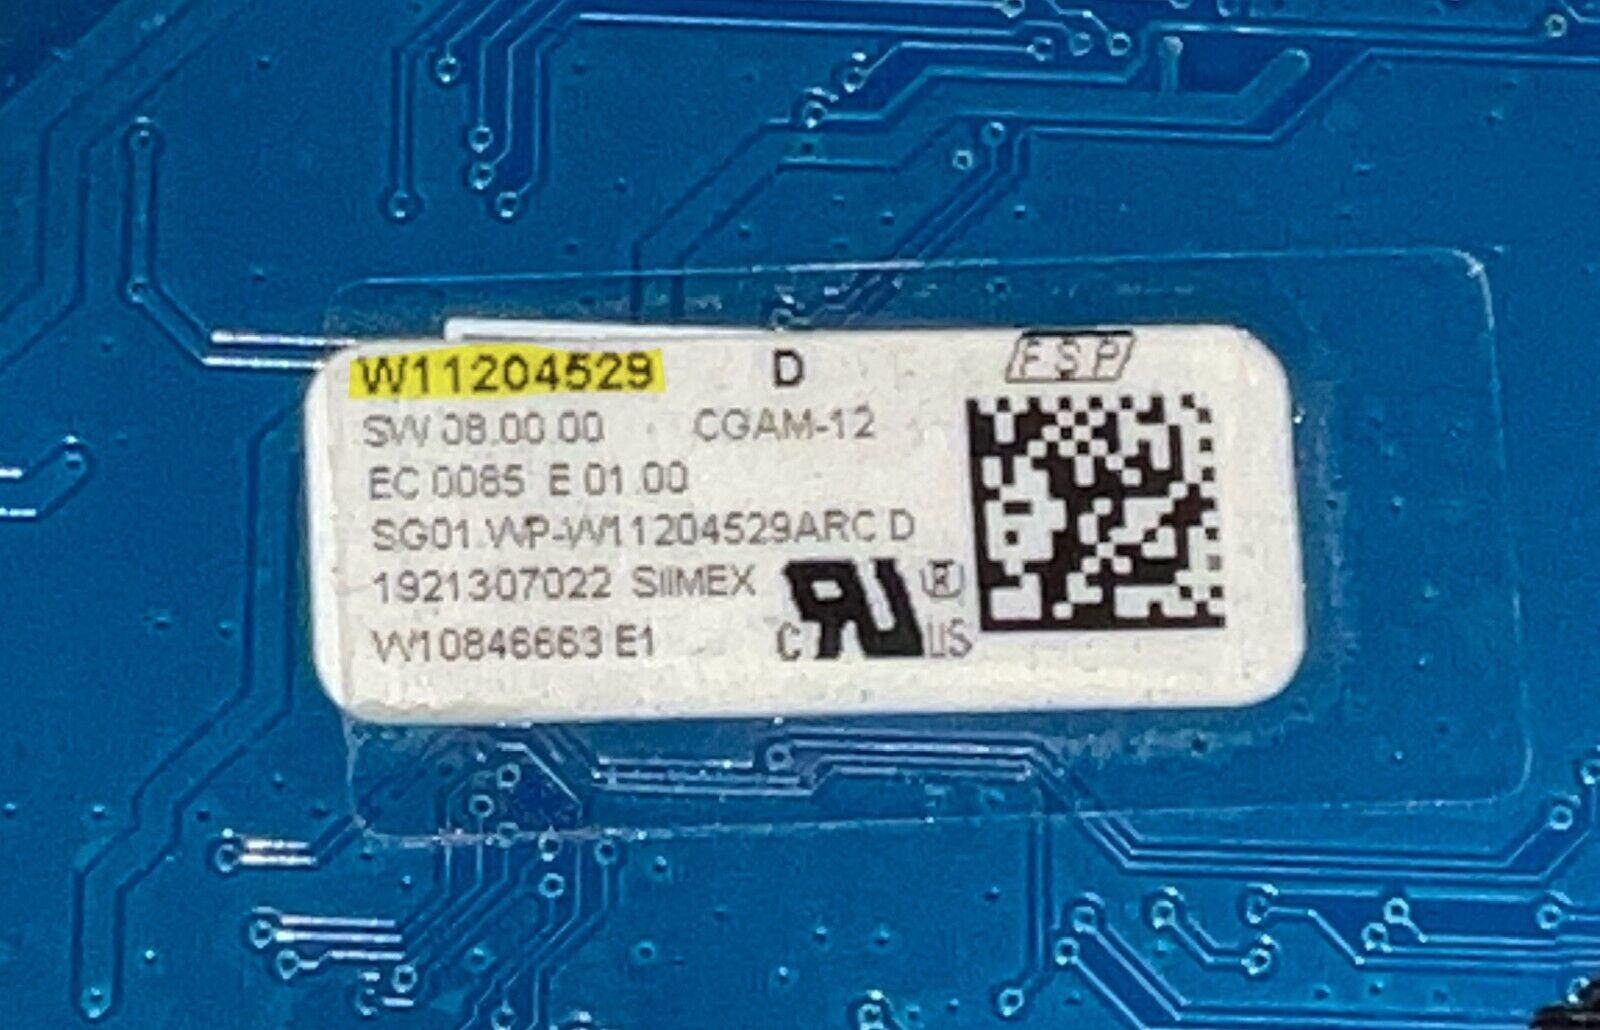 W11204529 D FSP
SW 08.00.00 CGAM-12
EC 0085 E 01.00
SG01.WP-W11204529ARC D
1921307022 SIIMEX
W10846663 E1
C RU US